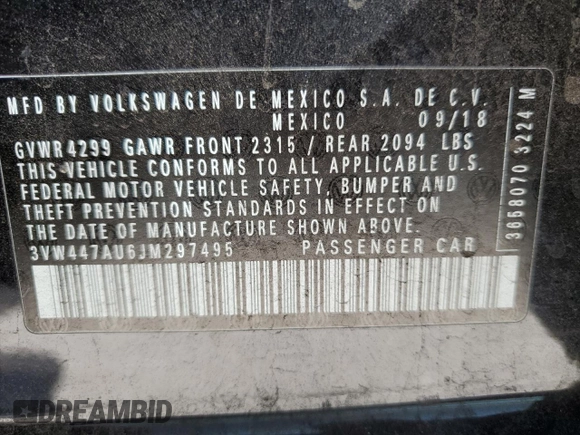 MFD BY VOLKSWAGEN DE MEXICO S.A. DE C.V.
MEXICO 09/18
GVWR4299 GAWR FRONT 2315 / REAR 2094 LBS
THIS VEHICLE CONFORMS TO ALL APPLICABLE U.S.
FEDERAL MOTOR VEHICLE SAFETY, BUMPER AND
THEFT PREVENTION STANDARDS IN EFFECT ON
THE DATE OF MANUFACTURE SHOWN ABOVE.
3VW447AU6JM297495 PASSENGER CAR
3668070 3224 M
DREAMBID